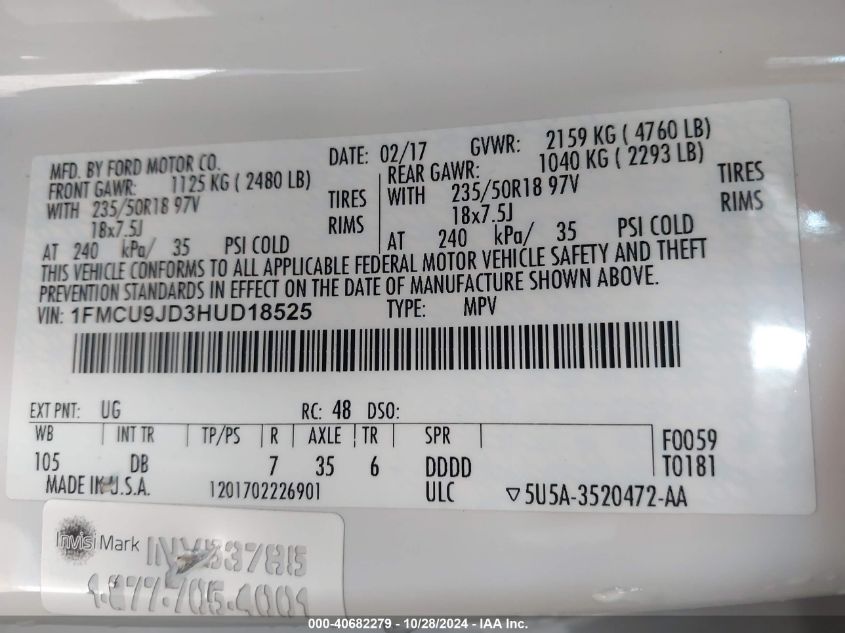 MFD. BY FORD MOTOR CO. DATE: 02/17 GVWR: 2159 KG ( 4760 LB)
FRONT GAWR: 1125 KG ( 2480 LB) REAR GAWR: 1040 KG ( 2293 LB)
WITH 235/50R18 97V TIRES WITH 235/50R18 97V TIRES
18x7.5J RIMS 18x7.5J RIMS
AT 240 kPa/ 35 PSI COLD AT 240 kPa/ 35 PSI COLD
THIS VEHICLE CONFORMS TO ALL APPLICABLE FEDERAL MOTOR VEHICLE SAFETY AND THEFT
PREVENTION STANDARDS IN EFFECT ON THE DATE OF MANUFACTURE SHOWN ABOVE.
VIN: 1FMCU9JD3HUD18525 TYPE: MPV
EXT PNT: UG RC: 48 DSO:
WB INT TR TP/PS R AXLE TR SPR F0059
105 DB 7 35 6 DDDD T0181
MADE IN U.S.A. 1201702226901 ULC ▽5U5A-3520472-AA
InvisiMark
1-877-705-4001
000-40682279 - 10/28/2024 - IAA Inc.